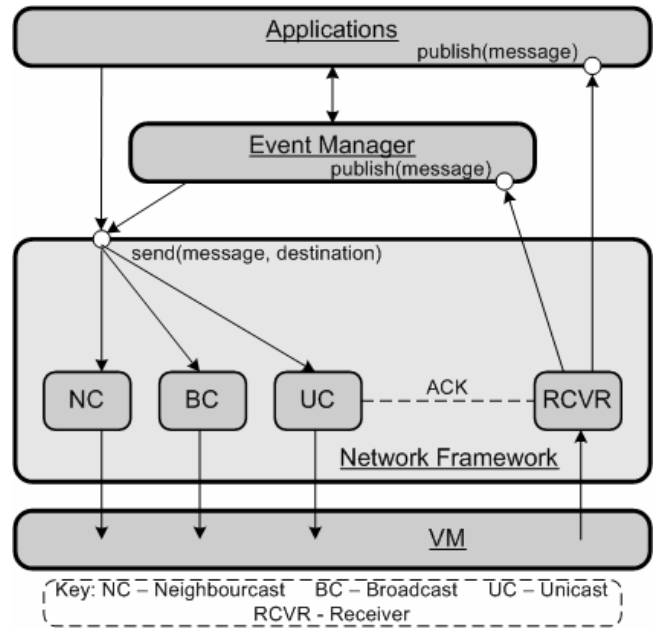 Applications
publish(message)
Event Manager
publish(message)
send(message, destination)
NC
BC
UC
ACK
RCVR
Network Framework
VM
Key: NC – Neighbourcast BC – Broadcast UC – Unicast
RCVR - Receiver